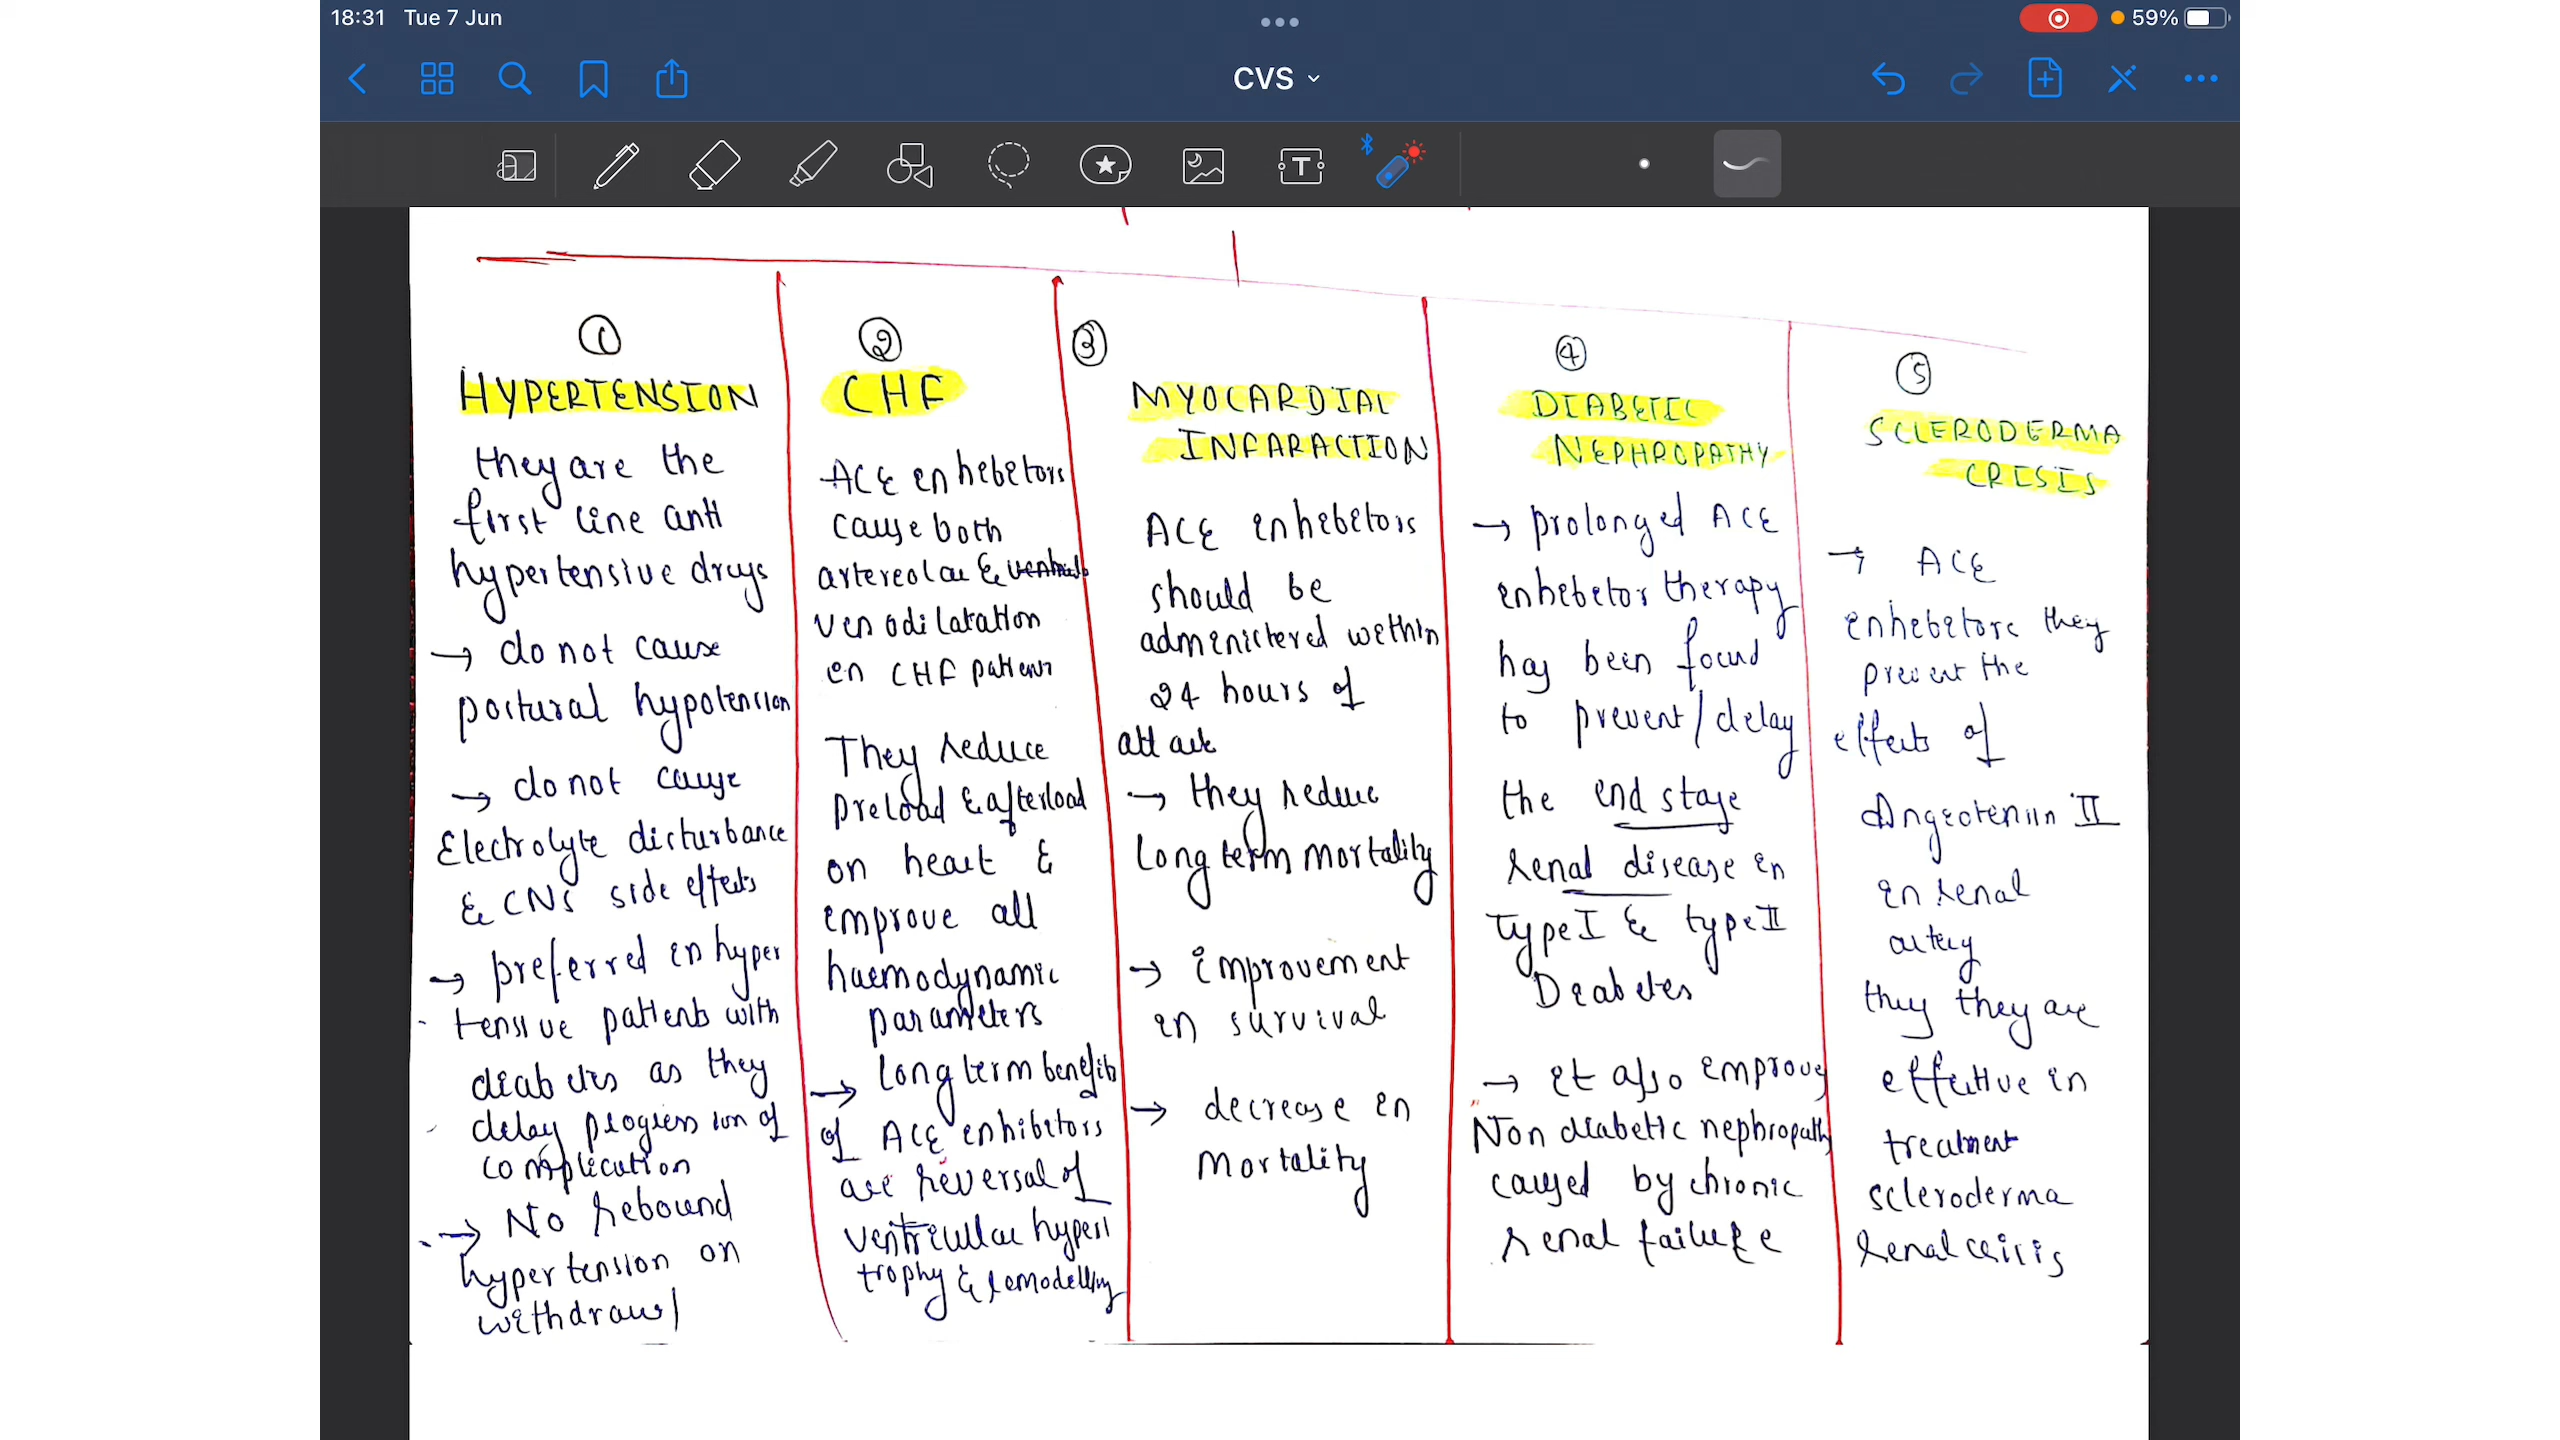 18:31 Tue 7 Jun
59%
CVS
T
1
HYPERTENSION
they are the
first line anti
hypertensive drugs
→ do not cause
postural hypotension
→ do not cause
Electrolyte disturbance
& CNS side effects
→ preferred in hyper
tensive patients with
diabetes as they
delay progression of
complication
→ No rebound
hypertension on
withdrawl
2
CHF
ACE inhibitors
cause both
arteriolar &
venodilatation
in CHF patient
They reduce
preload & afterload
on heart &
improve all
haemodynamic
parameters
→ Long term benefits
of ACE inhibitors
are reversal of
ventricular hyper
trophy & remodelling
3
MYOCARDIAL
INFARACTION
ACE inhibitors
should be
administered within
24 hours of
attack
→ they reduce
Long term mortality
→ improvement
in survival
→ decrease in
Mortality
4
DIABETIC
NEPHROPATHY
→ prolonged ACE
inhibitor therapy
has been found
to prevent/delay
the end stage
renal disease in
Type I & type II
Diabetes
→ it also improves
Non diabetic nephropathy
caused by chronic
renal failure
5
SCLERODERMA
CRISIS
→ ACE
inhibitors they
prevent the
effects of
Angiotensin II
in renal
artery
thus they are
effective in
treatment
scleroderma
renal crisis